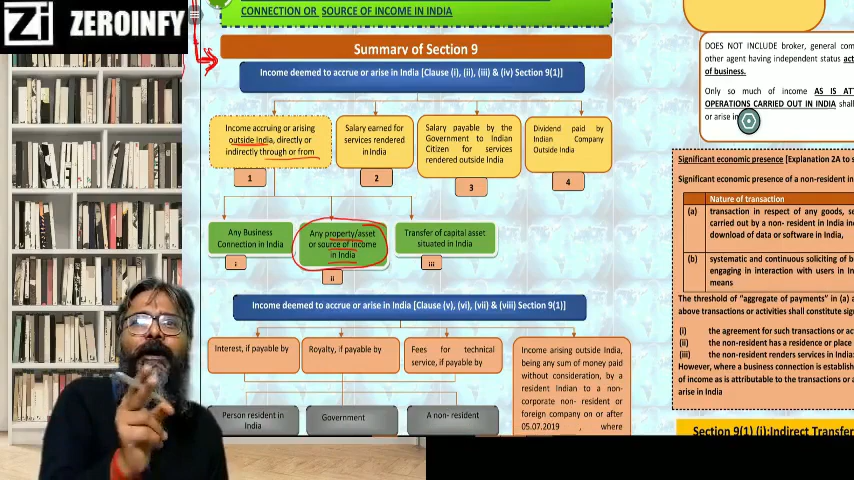 Zi ZEROINFY
CONNECTION OR SOURCE OF INCOME IN INDIA
Summary of Section 9
Income deemed to accrue or arise in India [Clause (i), (ii), (iii) & (iv) Section 9(1)]
Income accruing or arising
outside India, directly or
indirectly through or from
1
Salary earned for
services rendered
in India
2
Salary payable by the
Government to Indian
Citizen for services
rendered outside India
3
Dividend paid by
Indian Company
Outside India
4
Any Business
Connection in India
i
Any property/asset
or source of income
in India
ii
Transfer of capital asset
situated in India
iii
Income deemed to accrue or arise in India [Clause (v), (vi), (vii) & (viii) Section 9(1)]
Interest, if payable by
Royalty, if payable by
Fees for technical
service, if payable by
Income arising outside India,
being any sum of money paid
without consideration, by a
resident Indian to a non-
corporate non- resident or
foreign company on or after
05.07.2019 , where
Person resident in
India
Government
A non- resident
DOES NOT INCLUDE broker, general com
other agent having independent status
of business.
Only so much of income AS IS
OPERATIONS CARRIED OUT IN INDIA
or arise in
Significant economic presence [Explanation 2A to
Significant economic presence of a non-resident in
Nature of transaction
(a) transaction in respect of any goods,
carried out by a non- resident in India
download of data or software in India,
(b) systematic and continuous soliciting of
engaging in interaction with users in
means
The threshold of "aggregate of payments" in (a)
above transactions or activities shall constitute
(i) the agreement for such transactions or
(ii) the non-resident has a residence or place
(iii) the non-resident renders services in India
However, where a business connection is
of income as is attributable to the transactions or
arise in India
Section 9(1) (i):Indirect Transfer